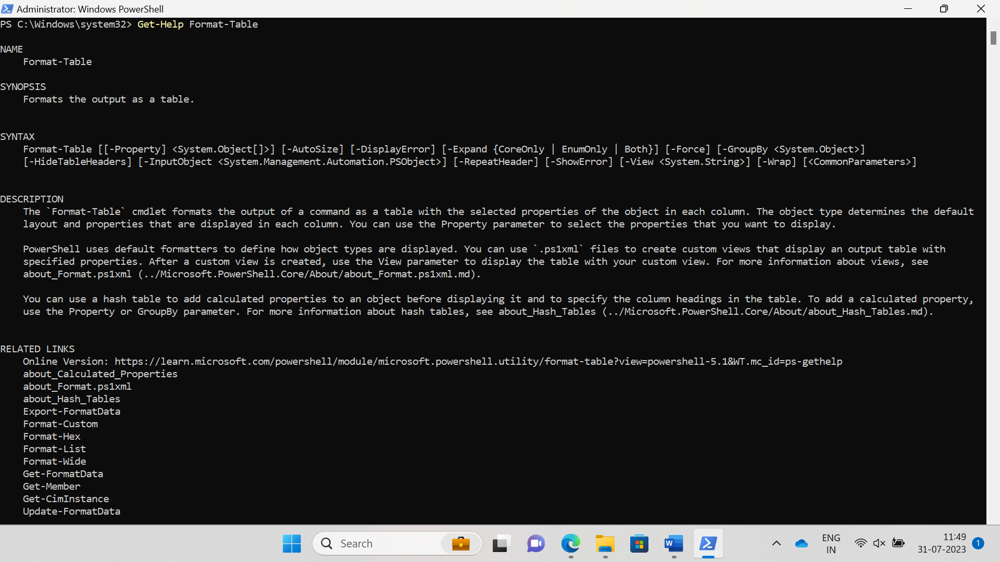 Administrator: Windows PowerShell
PS C:\Windows\system32> Get-Help Format-Table
NAME
Format-Table
SYNOPSIS
Formats the output as a table.
SYNTAX
Format-Table [[-Property] <System.Object[]>] [-AutoSize] [-DisplayError] [-Expand {CoreOnly | EnumOnly | Both}] [-Force] [-GroupBy <System.Object>]
[-HideTableHeaders] [-InputObject <System.Management.Automation.PSObject>] [-RepeatHeader] [-ShowError] [-View <System.String>] [-Wrap] [<CommonParameters>]
DESCRIPTION
The `Format-Table` cmdlet formats the output of a command as a table with the selected properties of the object in each column. The object type determines the default
layout and properties that are displayed in each column. You can use the Property parameter to select the properties that you want to display.
PowerShell uses default formatters to define how object types are displayed. You can use `.ps1xml` files to create custom views that display an output table with
specified properties. After a custom view is created, use the View parameter to display the table with your custom view. For more information about views, see
about_Format.ps1xml (../Microsoft.PowerShell.Core/About/about_Format.ps1xml.md).
You can use a hash table to add calculated properties to an object before displaying it and to specify the column headings in the table. To add a calculated property,
use the Property or GroupBy parameter. For more information about hash tables, see about_Hash_Tables (../Microsoft.PowerShell.Core/About/about_Hash_Tables.md).
RELATED LINKS
Online Version: https://learn.microsoft.com/powershell/module/microsoft.powershell.utility/format-table?view=powershell-5.1&WT.mc_id=ps-gethelp
about_Calculated_Properties
about_Format.ps1xml
about_Hash_Tables
Export-FormatData
Format-Custom
Format-Hex
Format-List
Format-Wide
Get-FormatData
Get-Member
Get-CimInstance
Update-FormatData
Search
W
ENG
IN
11:49
31-07-2023
1